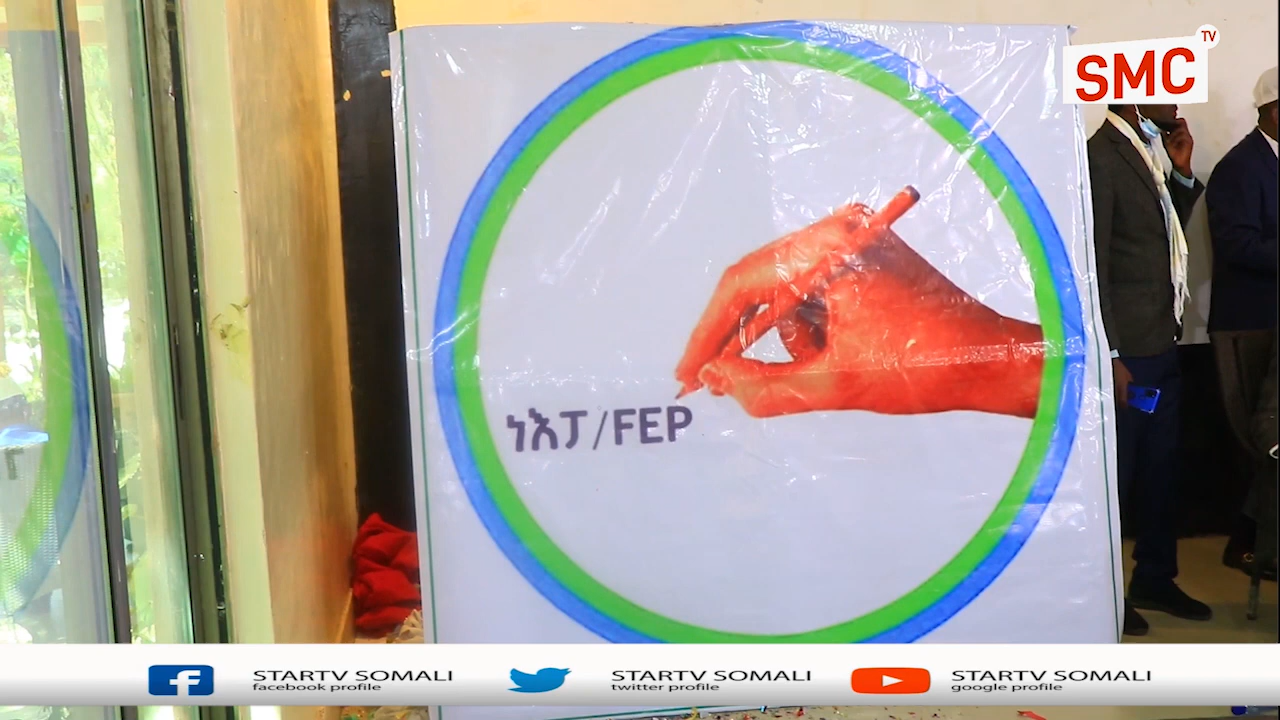 SMC TV
ነእፓ/FEP
STARTV SOMALI
facebook profile
STARTV SOMALI
twitter profile
STARTV SOMALI
google profile